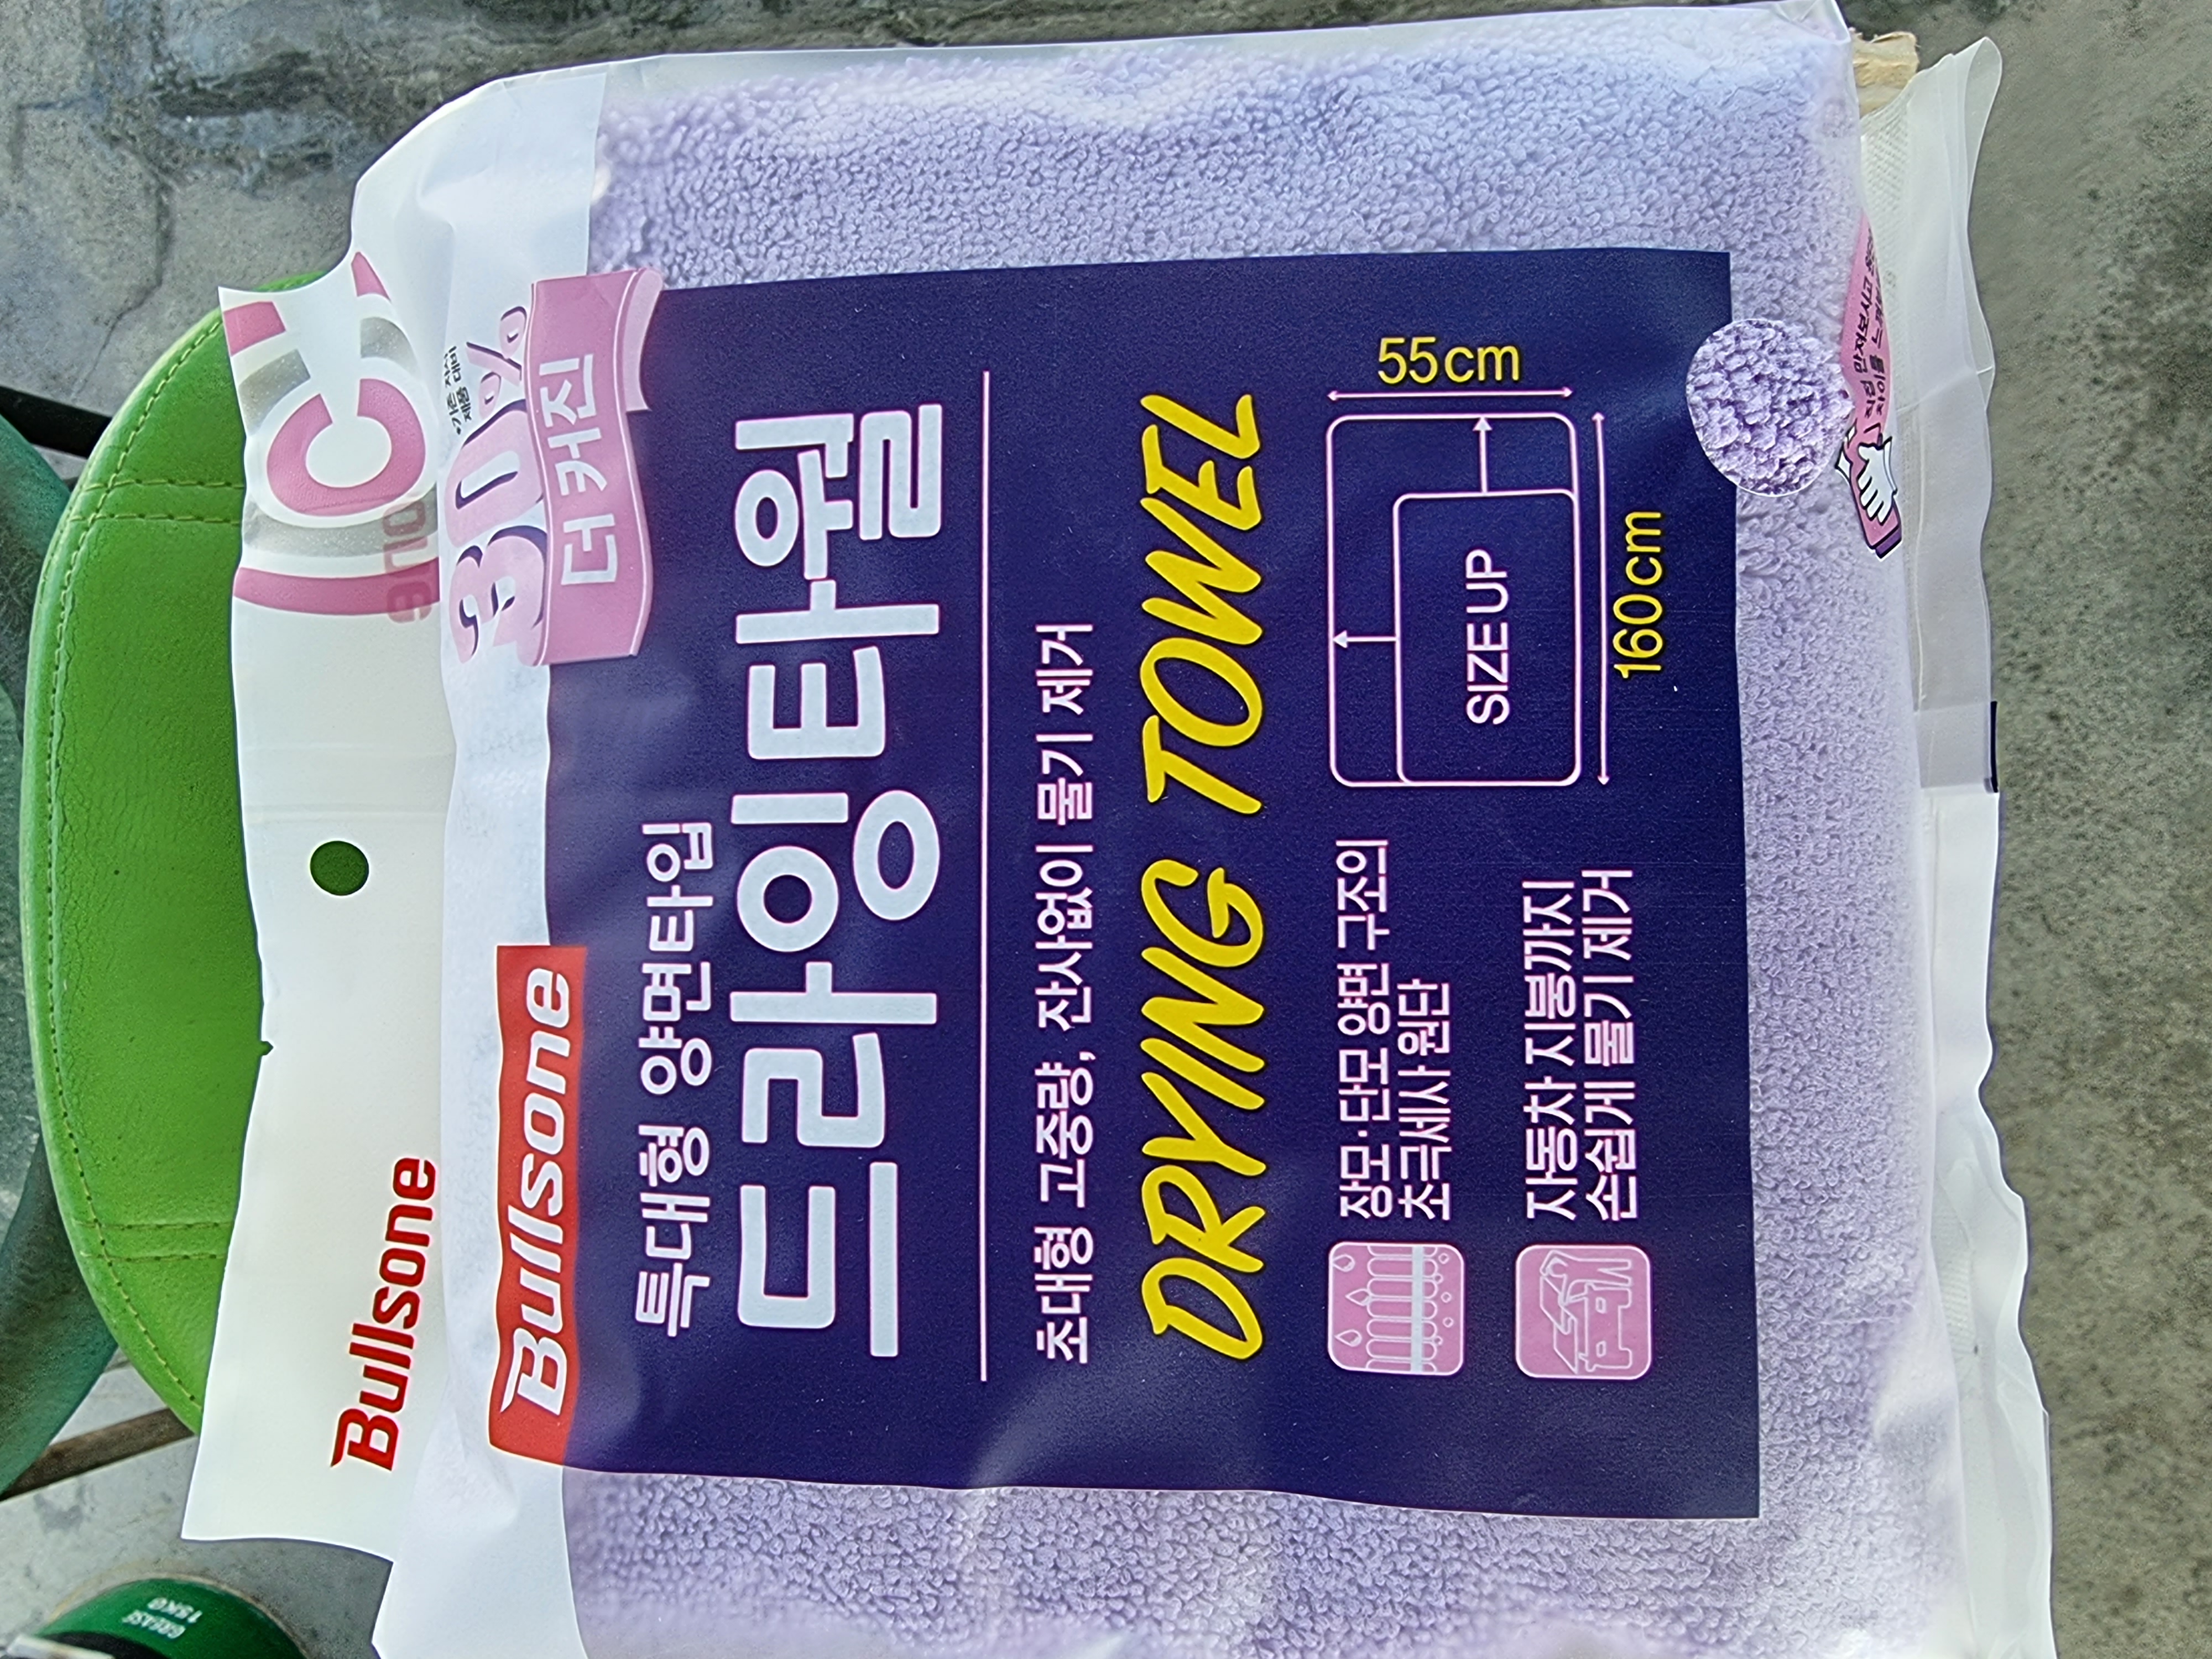 Bullsone
*기존 자사
제품 대비
30%
더 커진
Bullsone
특대형 양면타입
드라잉타월
초대형 고중량, 잔사없이 물기 제거
DRYING TOWEL
장모·단모 양면 구조의
초극세사 원단
자동차 지붕까지
손쉽게 물기 제거
55cm
SIZE UP
160cm
GREASE
15KG